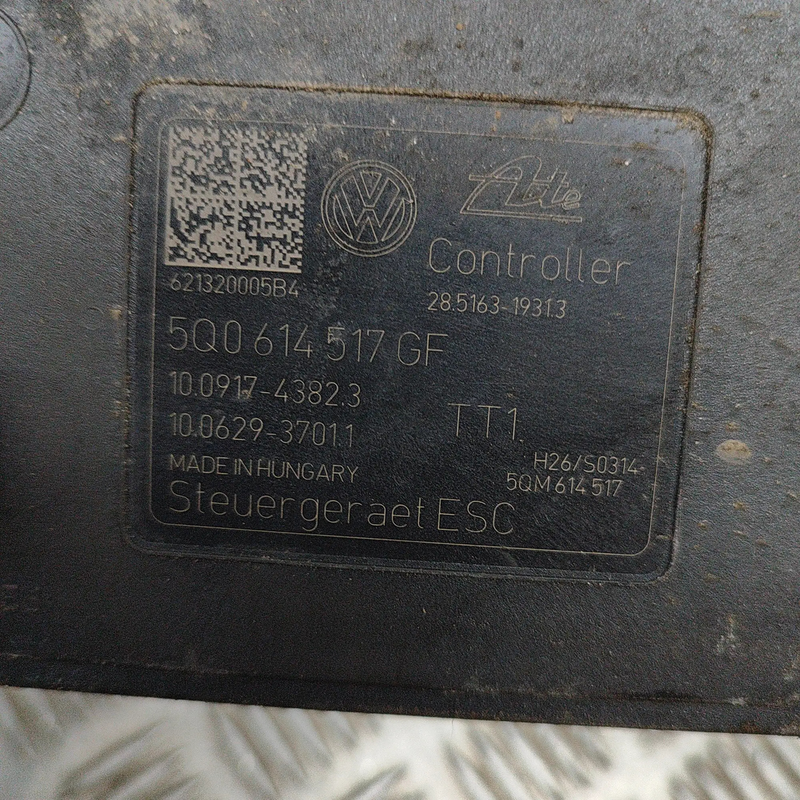 VW
Ate
Controller
621320005B4
28.5163-1931.3
5Q0 614 517 GF
10.0917-4382.3
10.0629-3701.1
TT1.
H26/S0314-
MADE IN HUNGARY
5QM 614 517
Steuergeraet ESC